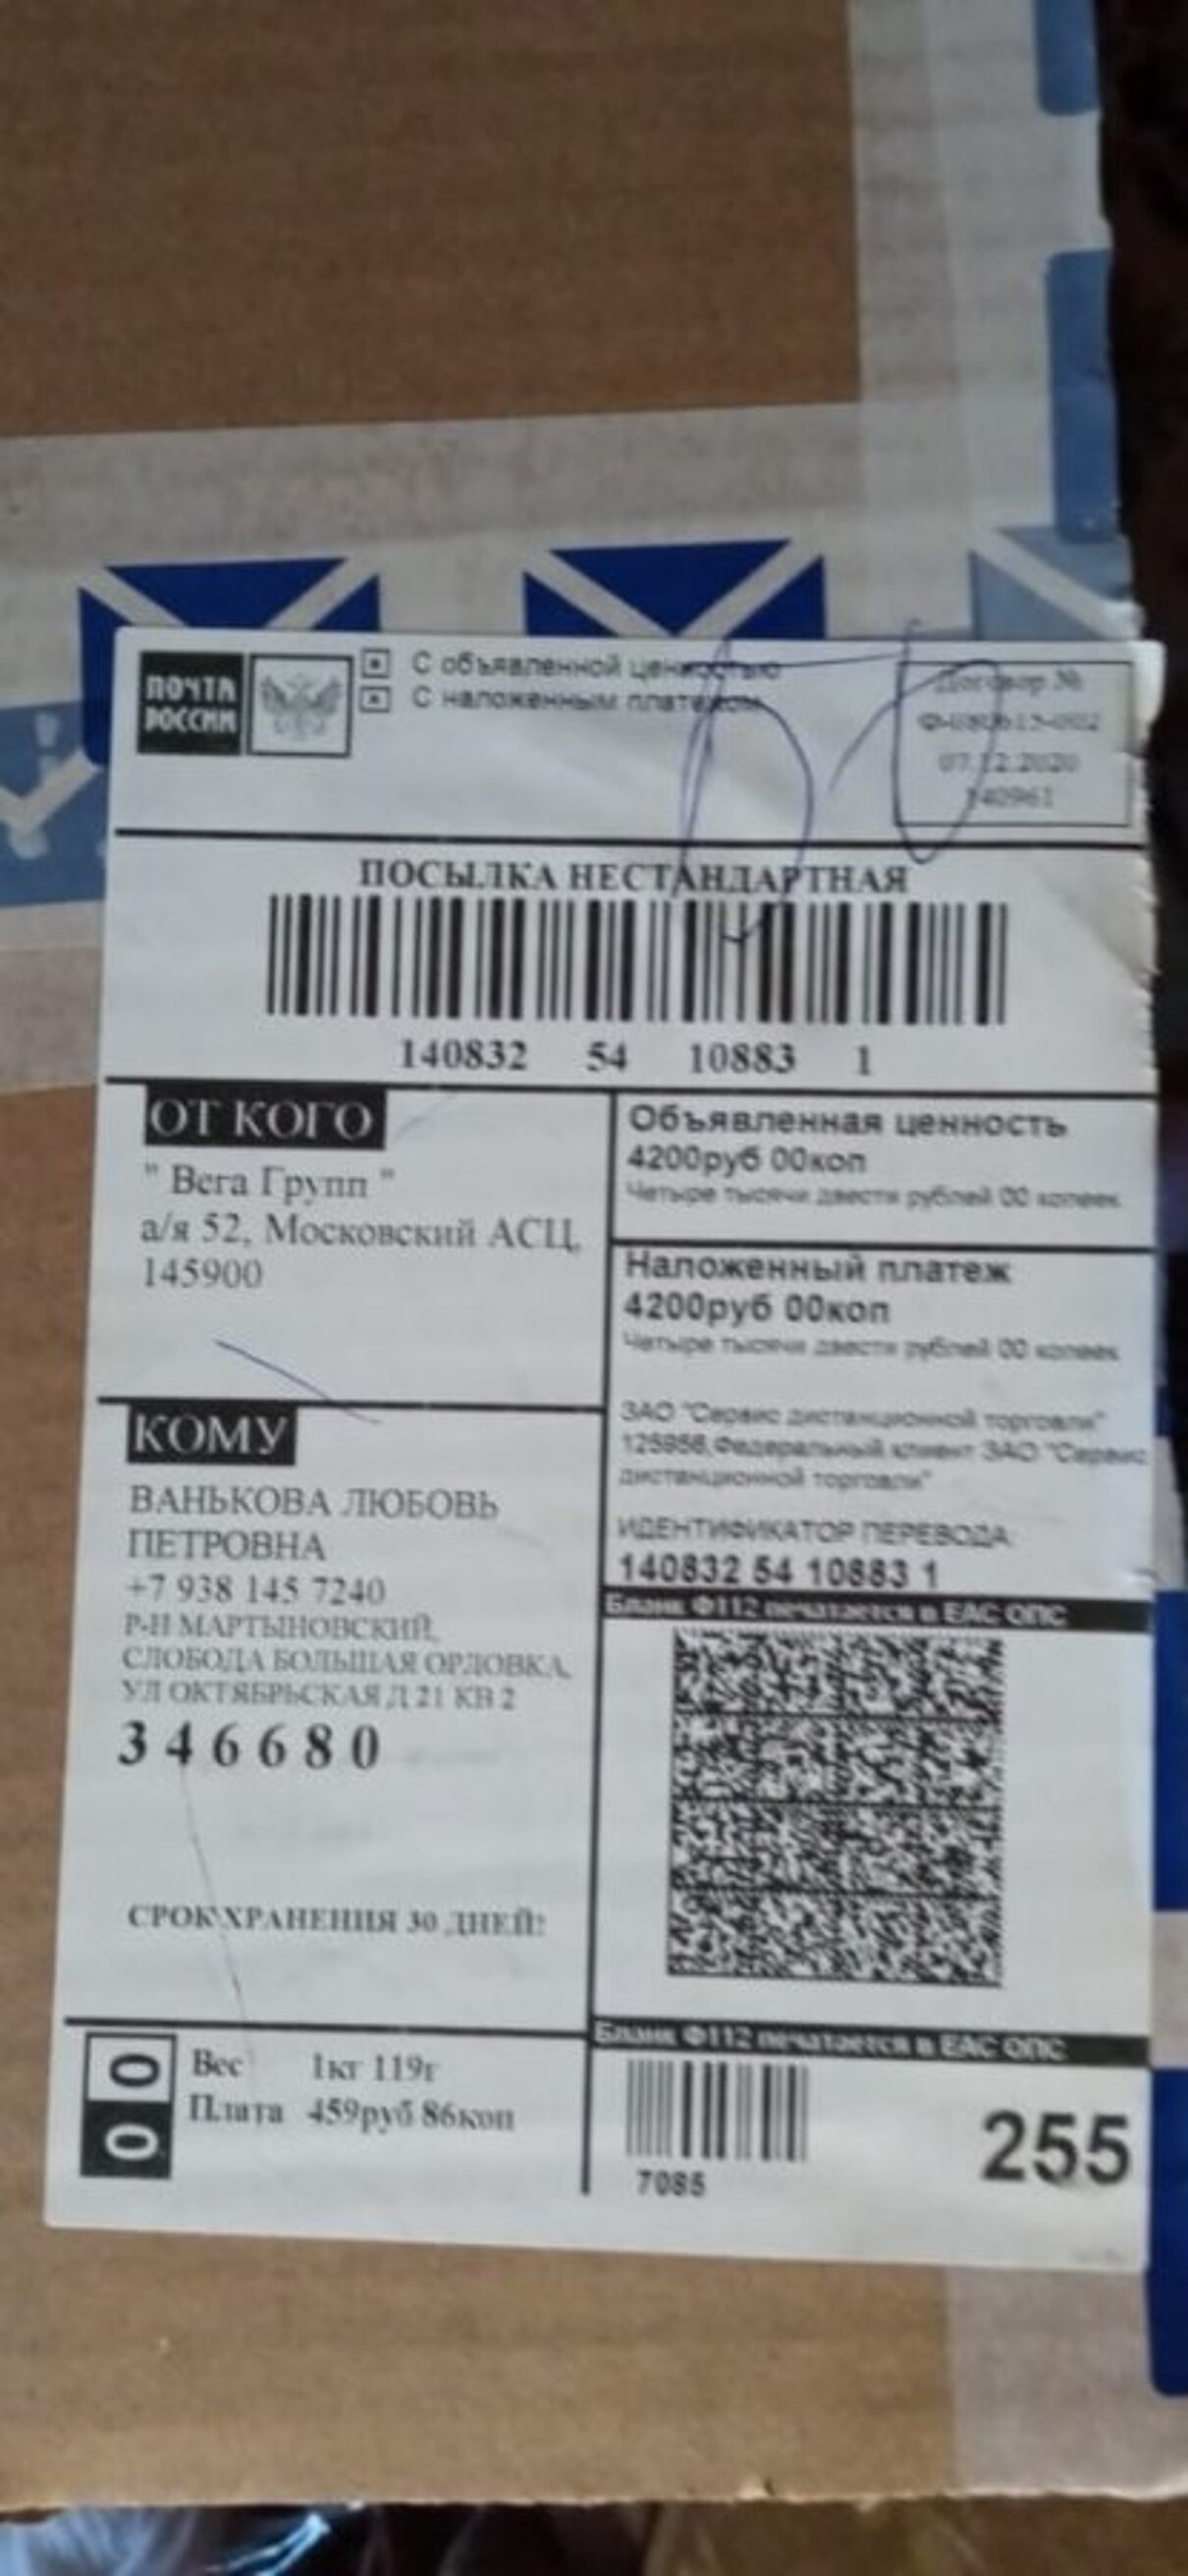 ПОЧТА
РОССИИ
С объявленной ценностью
С наложенным платежом
Договор №
07.12.2020
140961
ПОСЫЛКА НЕСТАНДАРТНАЯ
140832 54 10883 1
ОТ КОГО
" Вега Групп "
а/я 52, Московский АСЦ,
145900
Объявленная ценность
4200руб 00коп
Четыре тысячи двести рублей 00 копеек
Наложенный платеж
4200руб 00коп
Четыре тысячи двести рублей 00 копеек
ЗАО "Сервис дистанционной торговли"
125956,Федеральный клиент ЗАО "Сервис
дистанционной торговли"
ИДЕНТИФИКАТОР ПЕРЕВОДА:
140832 54 10883 1
Бланк Ф112 печатается в ЕАС ОПС
КОМУ
ВАНЬКОВА ЛЮБОВЬ
ПЕТРОВНА
+7 938 145 7240
Р-Н МАРТЫНОВСКИЙ,
СЛОБОДА БОЛЬШАЯ ОРЛОВКА,
УЛ ОКТЯБРЬСКАЯ Д 21 КВ 2
346680
СРОК ХРАНЕНИЯ 30 ДНЕЙ!
Бланк Ф112 печатается в ЕАС ОПС
00
Вес 1кг 119г
Плата 459руб 86коп
7085
255